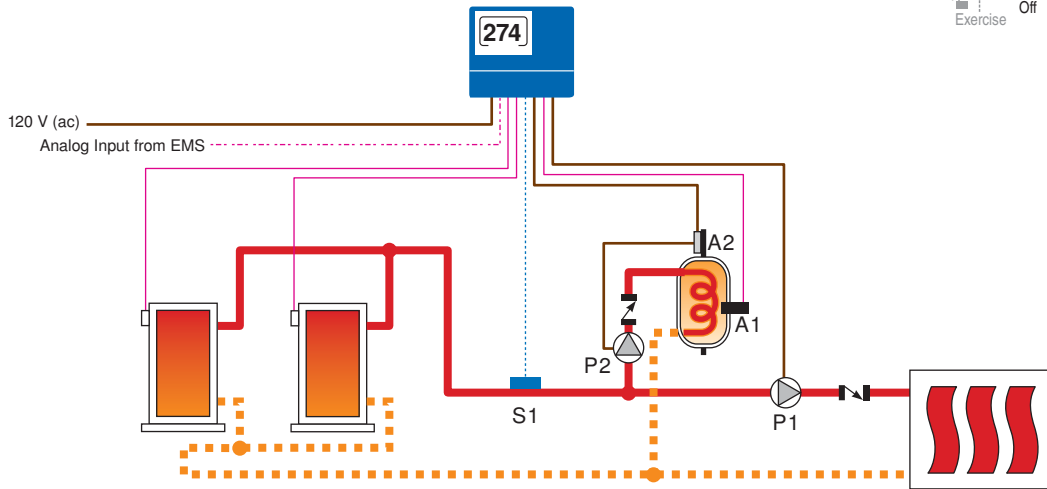 Off
Exercise
274
120 V (ac)
Analog Input from EMS
A2
A1
P2
S1
P1